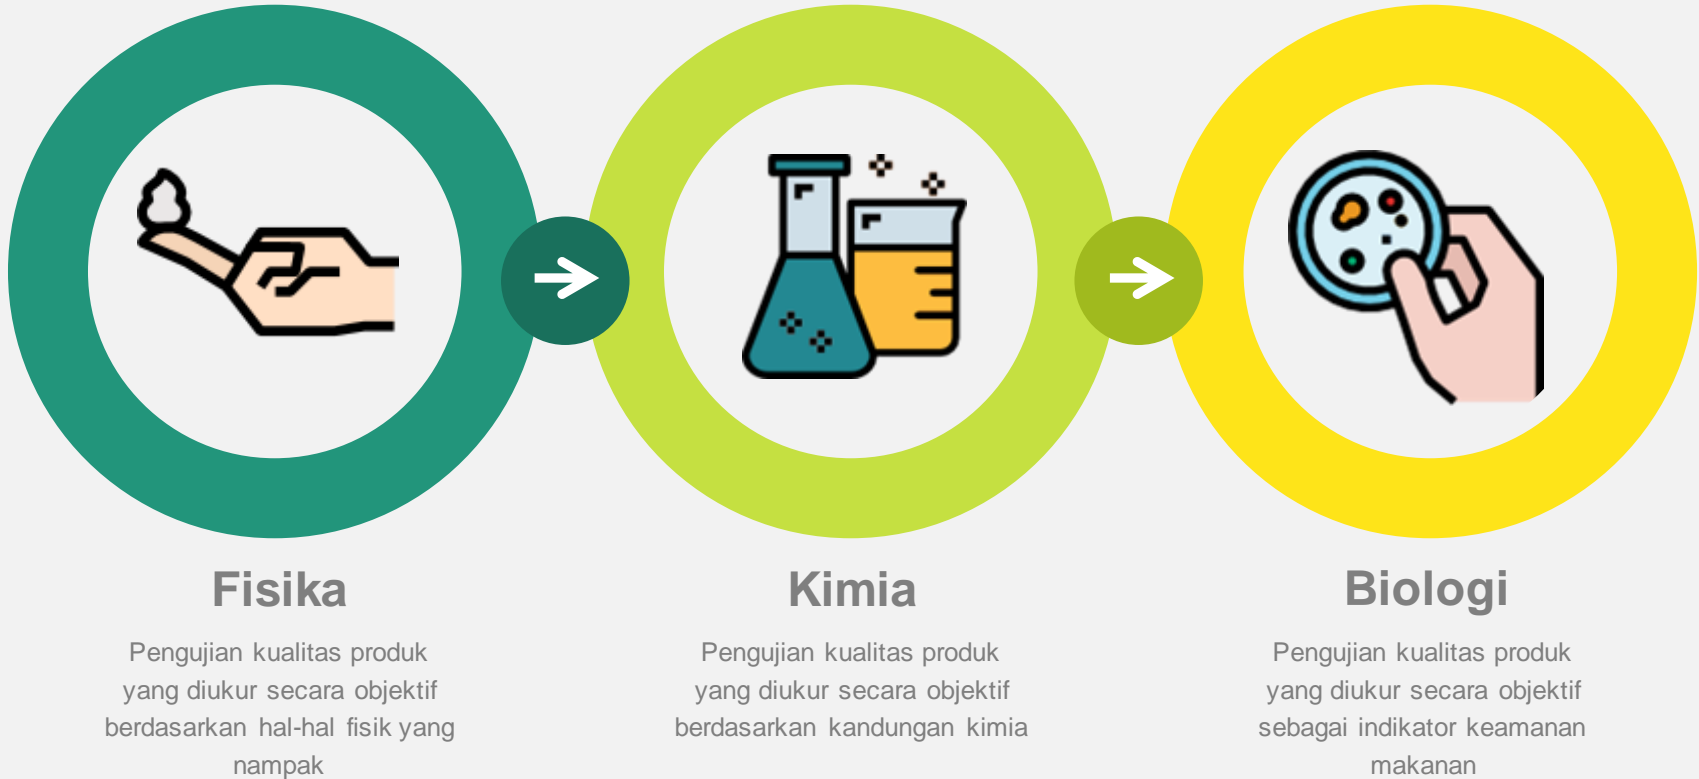 Fisika
Pengujian kualitas produk
yang diukur secara objektif
berdasarkan hal-hal fisik yang
nampak
Kimia
Pengujian kualitas produk
yang diukur secara objektif
berdasarkan kandungan kimia
Biologi
Pengujian kualitas produk
yang diukur secara objektif
sebagai indikator keamanan
makanan